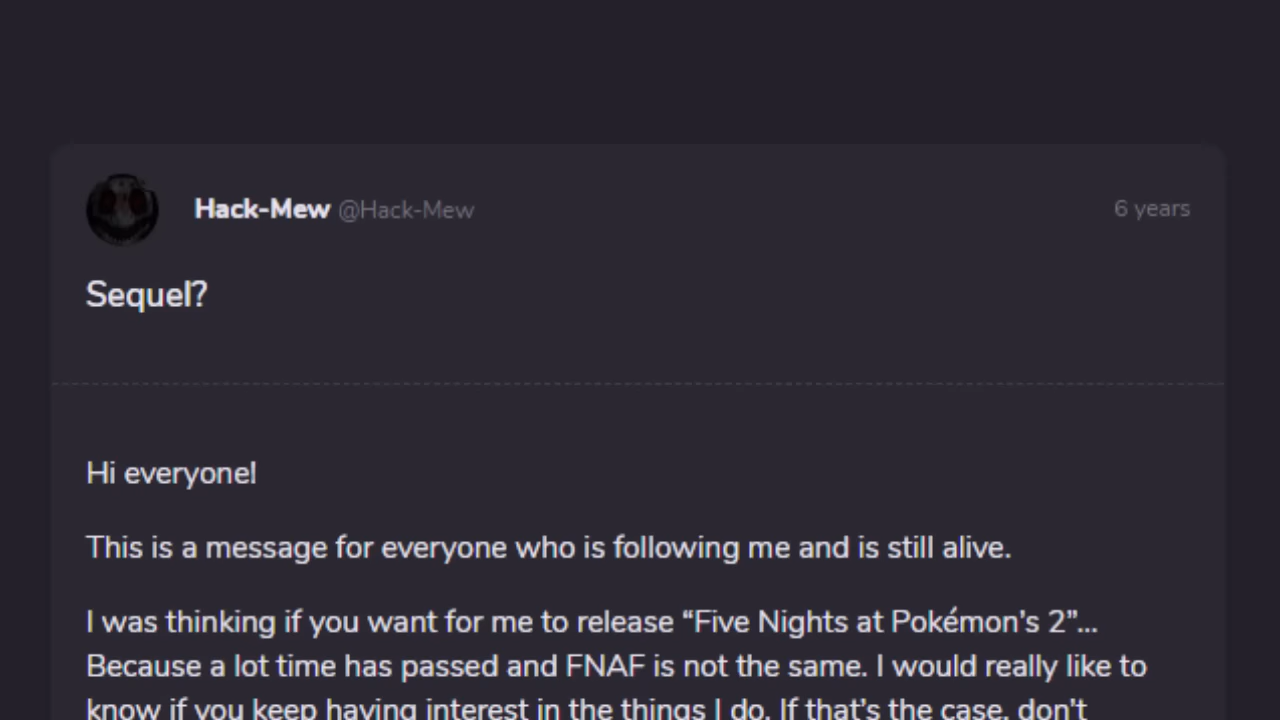 Hack-Mew @Hack-Mew 6 years
Sequel?
Hi everyone!
This is a message for everyone who is following me and is still alive.
I was thinking if you want for me to release “Five Nights at Pokémon’s 2”...
Because a lot time has passed and FNAF is not the same. I would really like to
know if you keep having interest in the things I do. If that’s the case, don’t